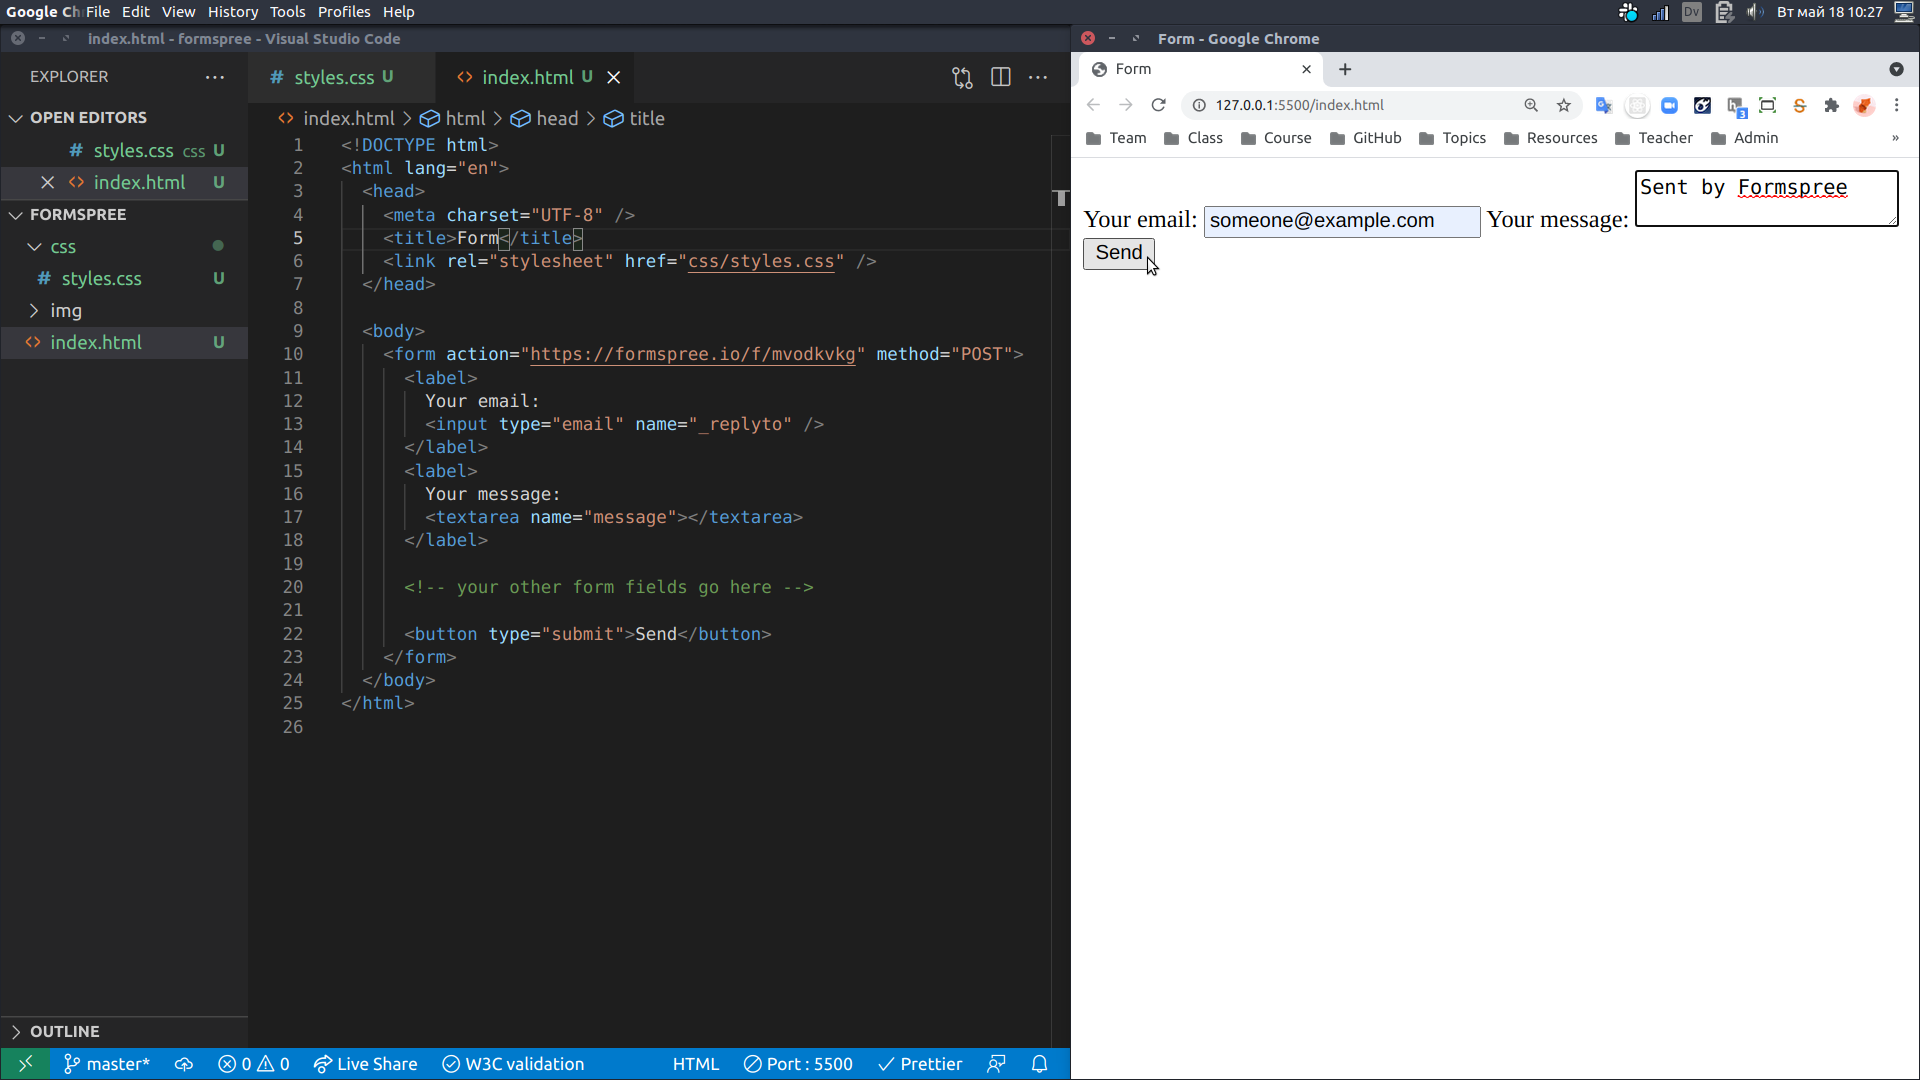 Google Ch File Edit View History Tools Profiles Help
Dv Вт май 18 10:27
index.html - formspree - Visual Studio Code
EXPLORER
OPEN EDITORS
# styles.css css U
index.html U
FORMSPREE
css
# styles.css U
img
index.html U
OUTLINE
# styles.css U
<> index.html U
<> index.html > html > head > title
1 <!DOCTYPE html>
2 <html lang="en">
3 <head>
4 <meta charset="UTF-8" />
5 <title>Form</title>
6 <link rel="stylesheet" href="css/styles.css" />
7 </head>
8
9 <body>
10 <form action="https://formspree.io/f/mvodkvkg" method="POST">
11 <label>
12 Your email:
13 <input type="email" name="_replyto" />
14 </label>
15 <label>
16 Your message:
17 <textarea name="message"></textarea>
18 </label>
19
20 <!-- your other form fields go here -->
21
22 <button type="submit">Send</button>
23 </form>
24 </body>
25 </html>
26
master* 0 0 Live Share W3C validation HTML Port : 5500 Prettier
Form - Google Chrome
Form
127.0.0.1:5500/index.html
3
Team Class Course GitHub Topics Resources Teacher Admin »
Your email: someone@example.com Your message: Sent by Formspree
Send